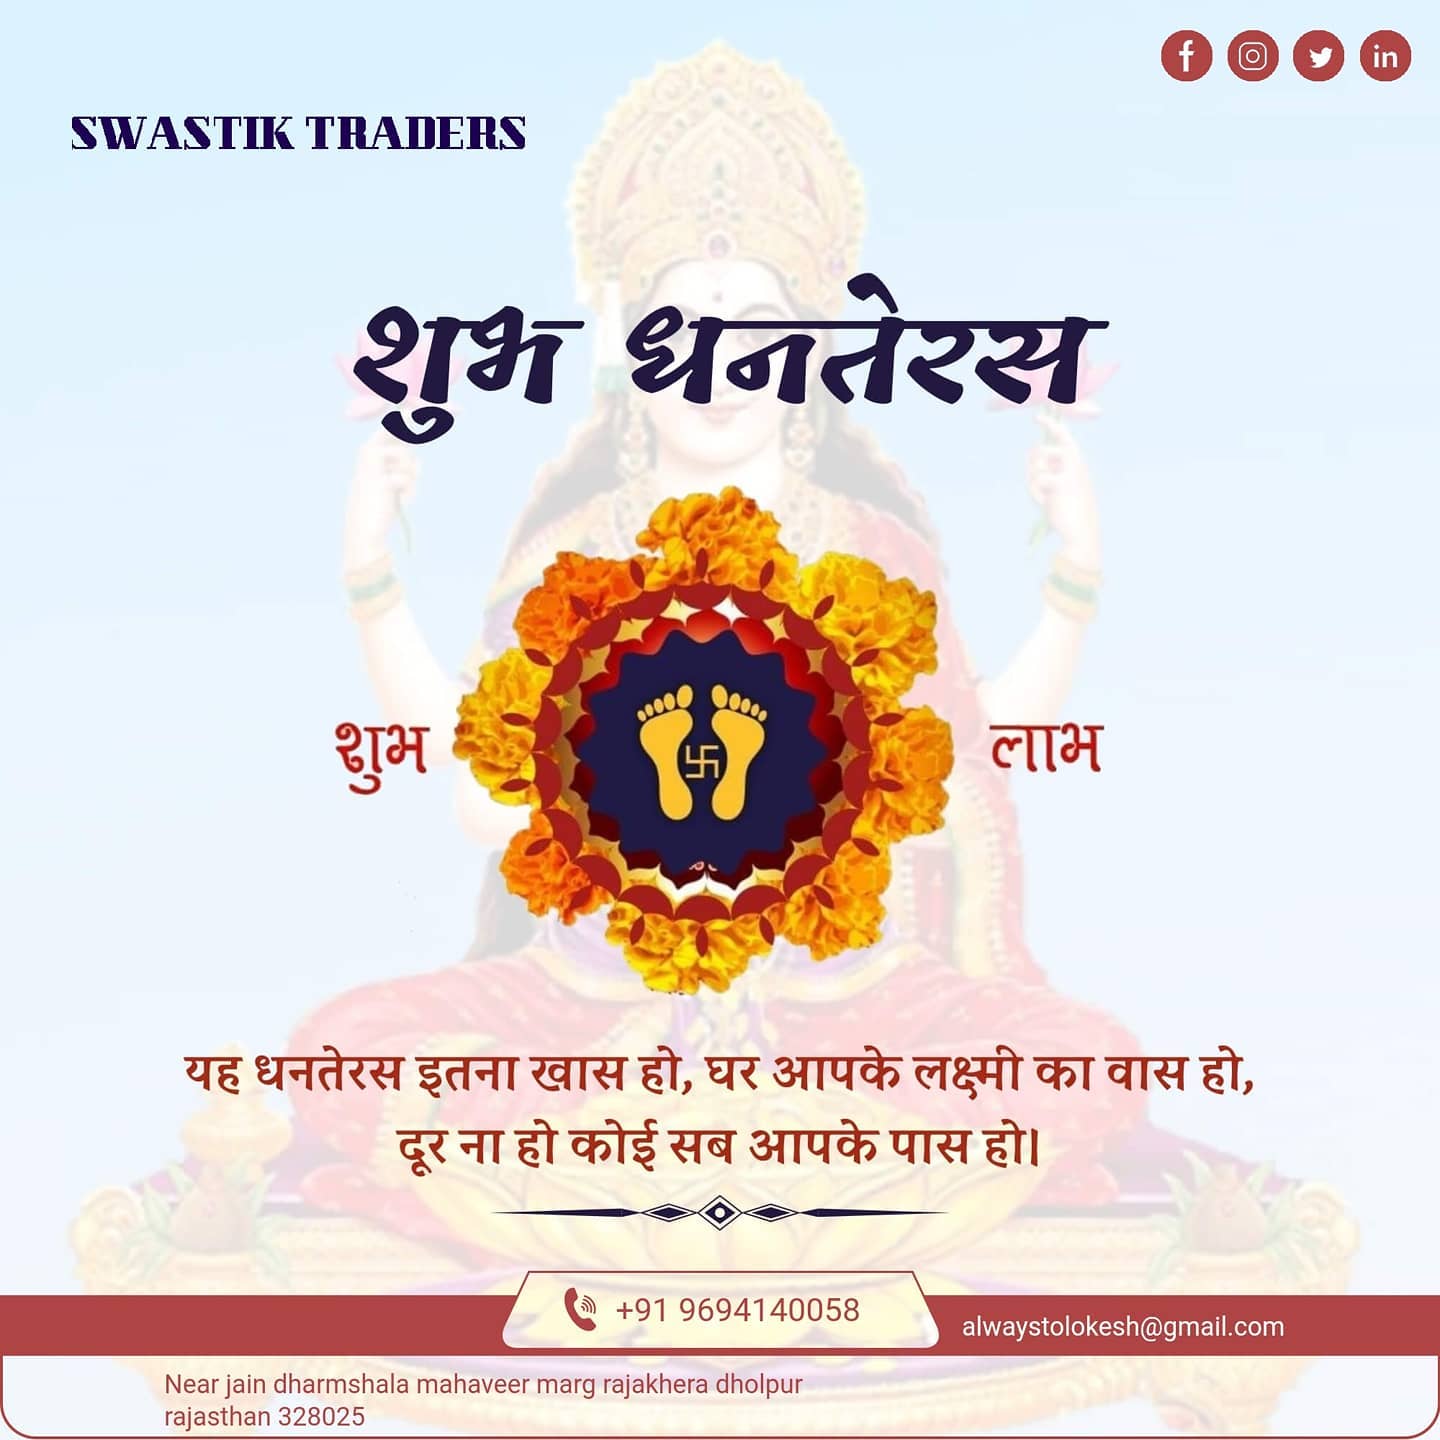 SWASTIK TRADERS
शुभ धनतेरस
शुभ
लाभ
यह धनतेरस इतना खास हो, घर आपके लक्ष्मी का वास हो,
दूर ना हो कोई सब आपके पास हो।
+91 9694140058
alwaystolokesh@gmail.com
Near jain dharmshala mahaveer marg rajakhera dholpur
rajasthan 328025